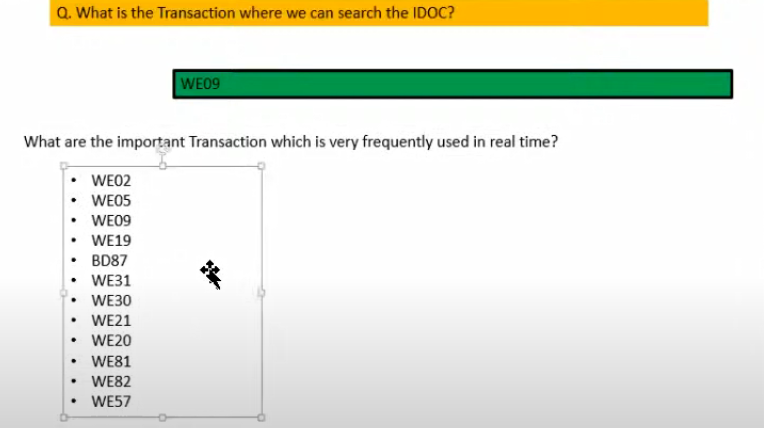 Q. What is the Transaction where we can search the IDOC?
WE09
What are the important Transaction which is very frequently used in real time?
• WE02
• WE05
• WE09
• WE19
• BD87
• WE31
• WE30
• WE21
• WE20
• WE81
• WE82
• WE57